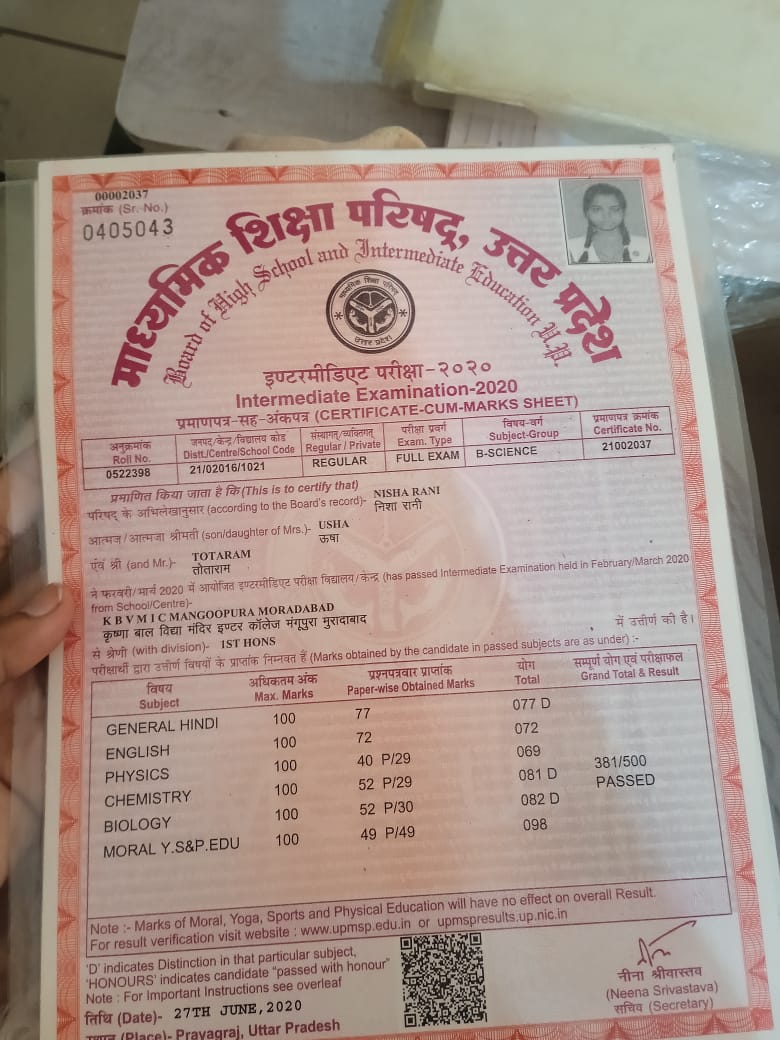 00002037
क्रमांक (Sr. No.)
0405043
माध्यमिक शिक्षा परिषद्, उत्तर प्रदेश
Board of High School and Intermediate Education U.P.
माध्यमिक शिक्षा परिषद्
उत्तर प्रदेश
इण्टरमीडिएट परीक्षा-२०२०
Intermediate Examination-2020
प्रमाणपत्र-सह-अंकपत्र (CERTIFICATE-CUM-MARKS SHEET)
अनुक्रमांक जनपद/केन्द्र/विद्यालय कोड संस्थागत/व्यक्तिगत परीक्षा प्रवर्ग विषय-वर्ग प्रमाणपत्र क्रमांक
Roll No. Distt./Centre/School Code Regular / Private Exam. Type Subject-Group Certificate No.
0522398 21/02016/1021 REGULAR FULL EXAM B-SCIENCE 21002037
प्रमाणित किया जाता है कि (This is to certify that)
परिषद के अभिलेखानुसार (according to the Board's record)- NISHA RANI
निशा रानी
आत्मज/आत्मजा श्रीमती (son/daughter of Mrs.)- USHA
ऊषा
एवं श्री (and Mr.)- TOTARAM
तोताराम
ने फरवरी/मार्च 2020 में आयोजित इण्टरमीडिएट परीक्षा विद्यालय/केन्द्र (has passed Intermediate Examination held in February/March 2020
from School/Centre)-
K B V M I C MANGOOPURA MORADABAD
कृष्णा बाल विद्या मंदिर इण्टर कॉलेज मंगूपुरा मुरादाबाद
में उत्तीर्ण की है।
से श्रेणी (with division)- 1ST HONS
परीक्षार्थी द्वारा उत्तीर्ण विषयों के प्राप्तांक निम्नवत हैं (Marks obtained by the candidate in passed subjects are as under) :-
विषय अधिकतम अंक प्रश्नपत्रवार प्राप्तांक योग सम्पूर्ण योग एवं परीक्षाफल
Subject Max. Marks Paper-wise Obtained Marks Total Grand Total & Result
GENERAL HINDI 100 77 077 D
ENGLISH 100 72 072
PHYSICS 100 40 P/29 069 381/500
CHEMISTRY 100 52 P/29 081 D PASSED
BIOLOGY 100 52 P/30 082 D
MORAL Y.S&P.EDU 100 49 P/49 098
Note :- Marks of Moral, Yoga, Sports and Physical Education will have no effect on overall Result.
For result verification visit website : www.upmsp.edu.in or upmspresults.up.nic.in
'D' indicates Distinction in that particular subject,
'HONOURS' indicates candidate "passed with honour"
Note : For Important Instructions see overleaf
नीना श्रीवास्तव
(Neena Srivastava)
सचिव (Secretary)
तिथि (Date)- 27TH JUNE,2020
(Place)- Prayagraj, Uttar Pradesh